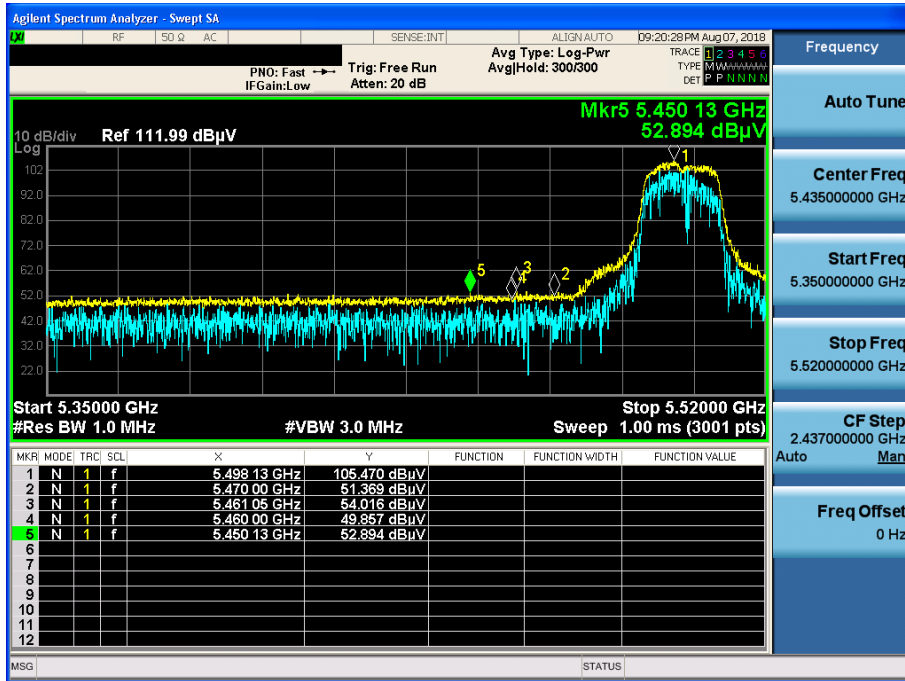 Agilent Spectrum Analyzer - Swept SA
LXI RF 50 Ω AC SENSE:INT ALIGN AUTO 09:20:28 PM Aug 07, 2018
PNO: Fast
IFGain:Low
Trig: Free Run
Atten: 20 dB
Avg Type: Log-Pwr
Avg|Hold: 300/300
TRACE 1 2 3 4 5 6
TYPE M W W W W W
DET P P N N N N
Mkr5 5.450 13 GHz
52.894 dBµV
10 dB/div Ref 111.99 dBµV
Log
102
92.0
82.0
72.0
62.0
52.0
42.0
32.0
22.0
1
5
3
4
2
Start 5.35000 GHz Stop 5.52000 GHz
#Res BW 1.0 MHz #VBW 3.0 MHz Sweep 1.00 ms (3001 pts)
MKR MODE TRC SCL X Y FUNCTION FUNCTION WIDTH FUNCTION VALUE
1 N 1 f 5.498 13 GHz 105.470 dBµV
2 N 1 f 5.470 00 GHz 51.369 dBµV
3 N 1 f 5.461 05 GHz 54.016 dBµV
4 N 1 f 5.460 00 GHz 49.857 dBµV
5 N 1 f 5.450 13 GHz 52.894 dBµV
6
7
8
9
10
11
12
MSG STATUS
Frequency
Auto Tune
Center Freq
5.435000000 GHz
Start Freq
5.350000000 GHz
Stop Freq
5.520000000 GHz
CF Step
2.437000000 GHz
Auto Man
Freq Offset
0 Hz